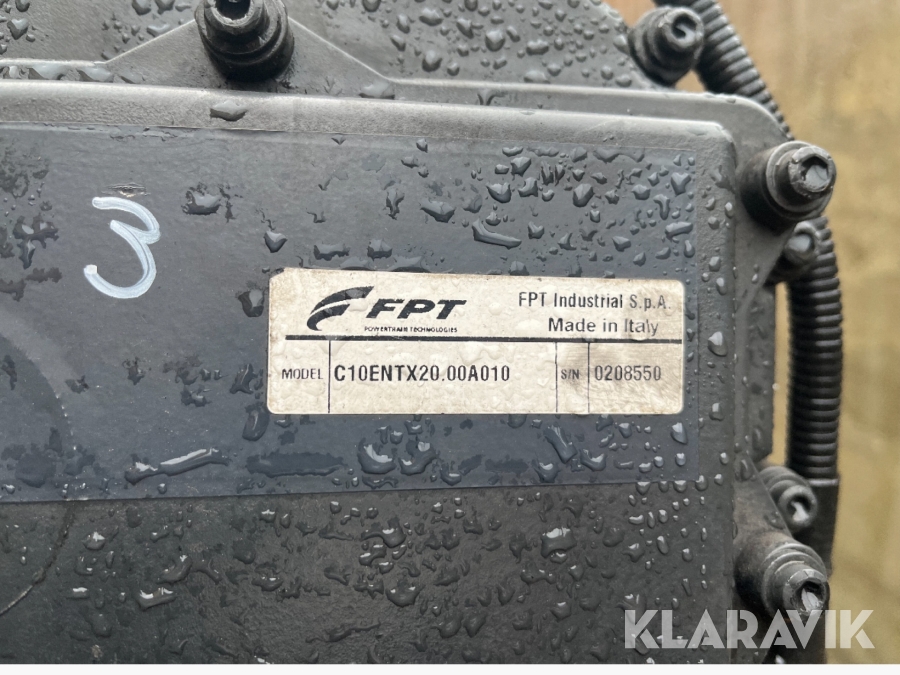 3
FPT
POWERTRAIN TECHNOLOGIES
FPT Industrial S.p.A.
Made in Italy
MODEL C10ENTX20.00A010 S/N 0208550
KLARAVIK